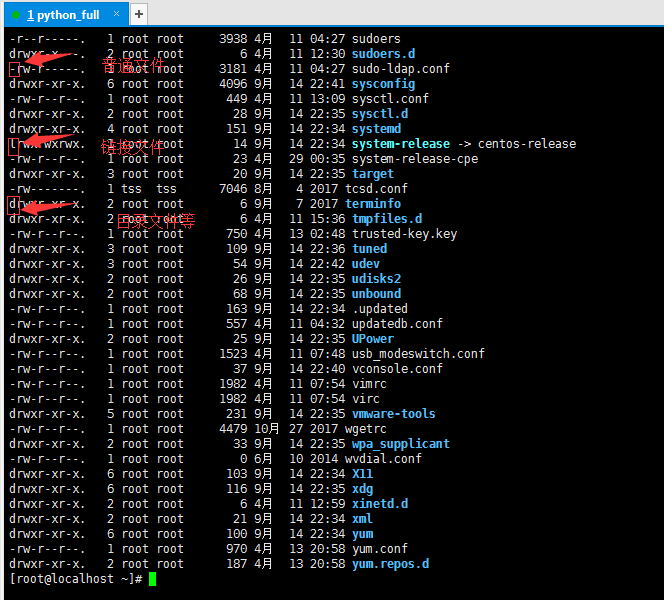 1 python_full × +
-r--r-----. 1 root root 3938 4月 11 04:27 sudoers
drwxr-x---. 2 root root 6 4月 11 12:30 sudoers.d
-rw-r-----. 1 root root 3181 4月 11 04:27 sudo-ldap.conf
普通文件
drwxr-xr-x. 6 root root 4096 9月 14 22:41 sysconfig
-rw-r--r--. 1 root root 449 4月 11 13:09 sysctl.conf
drwxr-xr-x. 2 root root 28 9月 14 22:35 sysctl.d
drwxr-xr-x. 4 root root 151 9月 14 22:34 systemd
lrwxrwxrwx. 1 root root 14 9月 14 22:34 system-release -> centos-release
链接文件
-rw-r--r--. 1 root root 23 4月 29 00:35 system-release-cpe
drwxr-xr-x. 3 root root 20 9月 14 22:35 target
-rw-------. 1 tss tss 7046 8月 4 2017 tcsd.conf
drwxr-xr-x. 2 root root 6 9月 7 2017 terminfo
drwxr-xr-x. 2 root root 6 4月 11 15:36 tmpfiles.d
目录文件等
-rw-r--r--. 1 root root 750 4月 13 02:48 trusted-key.key
drwxr-xr-x. 3 root root 109 9月 14 22:36 tuned
drwxr-xr-x. 3 root root 54 9月 14 22:42 udev
drwxr-xr-x. 2 root root 26 9月 14 22:35 udisks2
drwxr-xr-x. 2 root root 68 9月 14 22:35 unbound
-rw-r--r--. 1 root root 163 9月 14 22:34 .updated
-rw-r--r--. 1 root root 557 4月 11 04:32 updatedb.conf
drwxr-xr-x. 2 root root 25 9月 14 22:35 UPower
-rw-r--r--. 1 root root 1523 4月 11 07:48 usb_modeswitch.conf
-rw-r--r--. 1 root root 37 9月 14 22:40 vconsole.conf
-rw-r--r--. 1 root root 1982 4月 11 07:54 vimrc
-rw-r--r--. 1 root root 1982 4月 11 07:54 virc
drwxr-xr-x. 5 root root 231 9月 14 22:35 vmware-tools
-rw-r--r--. 1 root root 4479 10月 27 2017 wgetrc
drwxr-xr-x. 2 root root 33 9月 14 22:35 wpa_supplicant
-rw-r--r--. 1 root root 0 6月 10 2014 wvdial.conf
drwxr-xr-x. 6 root root 103 9月 14 22:34 X11
drwxr-xr-x. 6 root root 116 9月 14 22:35 xdg
drwxr-xr-x. 2 root root 6 4月 11 12:59 xinetd.d
drwxr-xr-x. 2 root root 21 9月 14 22:34 xml
drwxr-xr-x. 6 root root 100 9月 14 22:34 yum
-rw-r--r--. 1 root root 970 4月 13 20:58 yum.conf
drwxr-xr-x. 2 root root 187 4月 13 20:58 yum.repos.d
[root@localhost ~]#